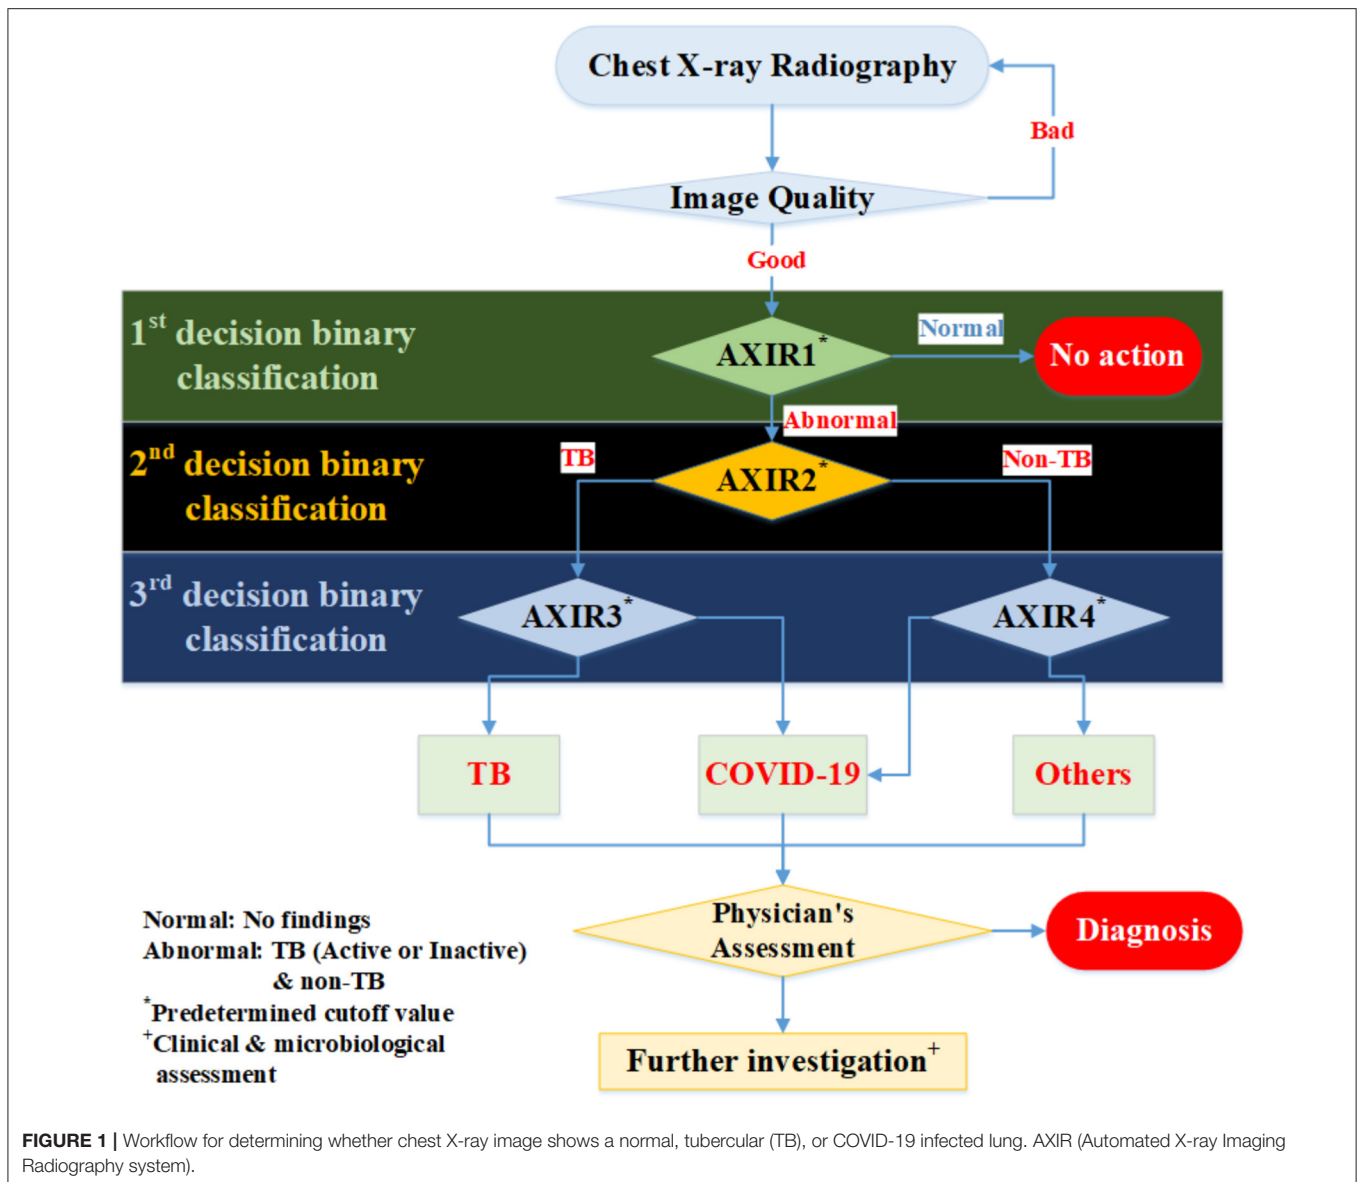 Chest X-ray Radiography
Bad
Image Quality
Good
1st decision binary
classification
AXIR1*
Normal
No action
Abnormal
2nd decision binary
classification
TB
AXIR2*
Non-TB
3rd decision binary
classification
AXIR3*
AXIR4*
TB
COVID-19
Others
Physician's
Assessment
Diagnosis
Further investigation+
Normal: No findings
Abnormal: TB (Active or Inactive)
& non-TB
*Predetermined cutoff value
+Clinical & microbiological
assessment
FIGURE 1 | Workflow for determining whether chest X-ray image shows a normal, tubercular (TB), or COVID-19 infected lung. AXIR (Automated X-ray Imaging
Radiography system).